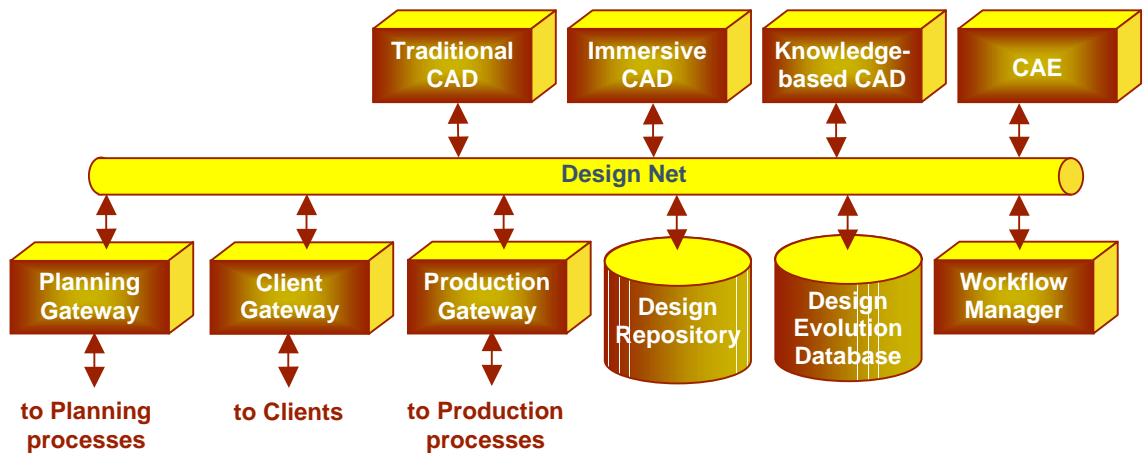 Traditional
CAD
Immersive
CAD
Knowledge-
based CAD
CAE
Design Net
Planning
Gateway
Client
Gateway
Production
Gateway
Design
Repository
Design
Evolution
Database
Workflow
Manager
to Planning
processes
to Clients
to Production
processes